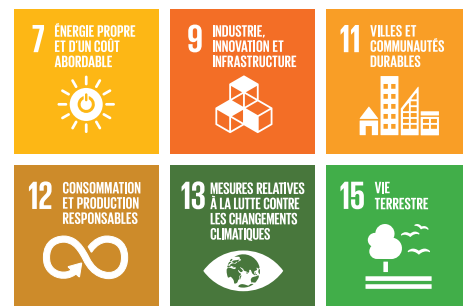 7 ÉNERGIE PROPRE
ET D'UN COÛT
ABORDABLE
9 INDUSTRIE,
INNOVATION ET
INFRASTRUCTURE
11 VILLES ET
COMMUNAUTÉS
DURABLES
12 CONSOMMATION
ET PRODUCTION
RESPONSABLES
13 MESURES RELATIVES
À LA LUTTE CONTRE
LES CHANGEMENTS
CLIMATIQUES
15 VIE
TERRESTRE